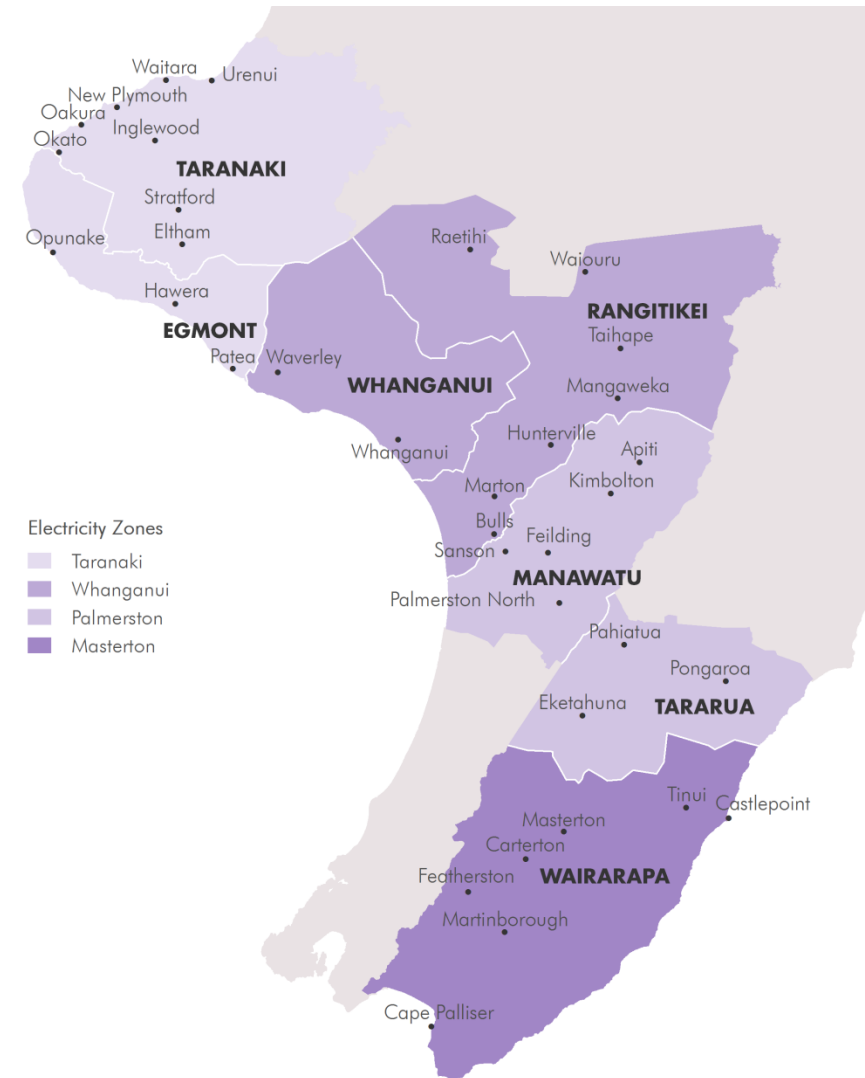 Waitara
Urenui
New Plymouth
Oakura
Inglewood
Okato
TARANAKI
Stratford
Eltham
Opunake
Raetihi
Waiouru
Hawera
RANGITIKEI
EGMONT
Taihape
Patea
Waverley
WHANGANUI
Mangaweka
Hunterville
Whanganui
Apiti
Kimbolton
Marton
Bulls
Electricity Zones
Feilding
Sanson
Taranaki
MANAWATU
Whanganui
Palmerston North
Palmerston
Pahiatua
Masterton
Pongaroa
Eketahuna
TARARUA
Tinui
Castlepoint
Masterton
Carterton
Featherston
WAIRARAPA
Martinborough
Cape Palliser